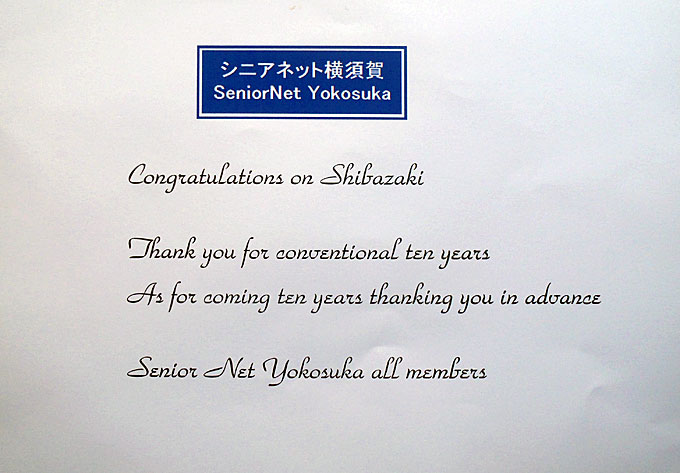 シニアネット横須賀
SeniorNet Yokosuka
Congratulations on Shibazaki
Thank you for conventional ten years
As for coming ten years thanking you in advance
Senior Net Yokosuka all members